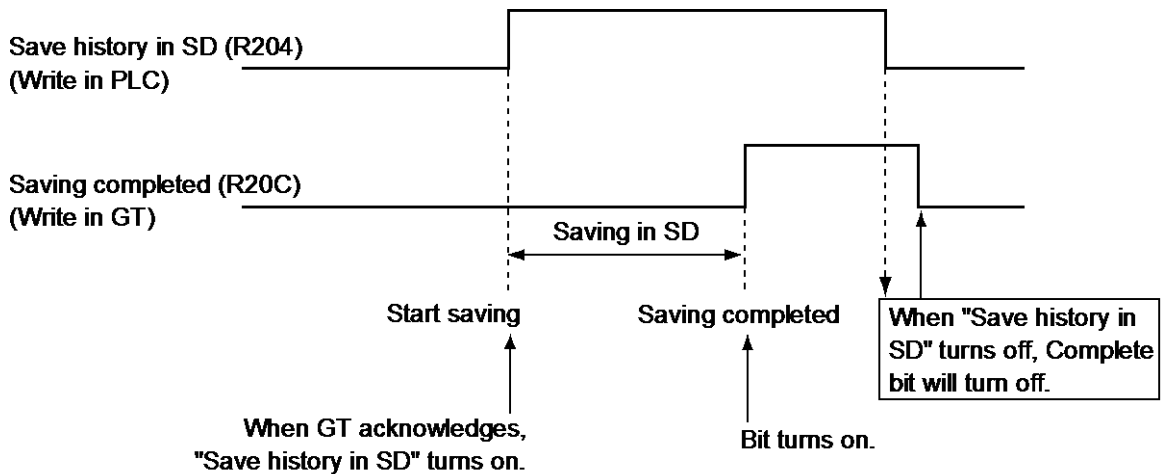 Save history in SD (R204)
(Write in PLC)
Saving completed (R20C)
(Write in GT)
Saving in SD
Start saving
Saving completed
When "Save history in
SD" turns off, Complete
bit will turn off.
When GT acknowledges,
"Save history in SD" turns on.
Bit turns on.